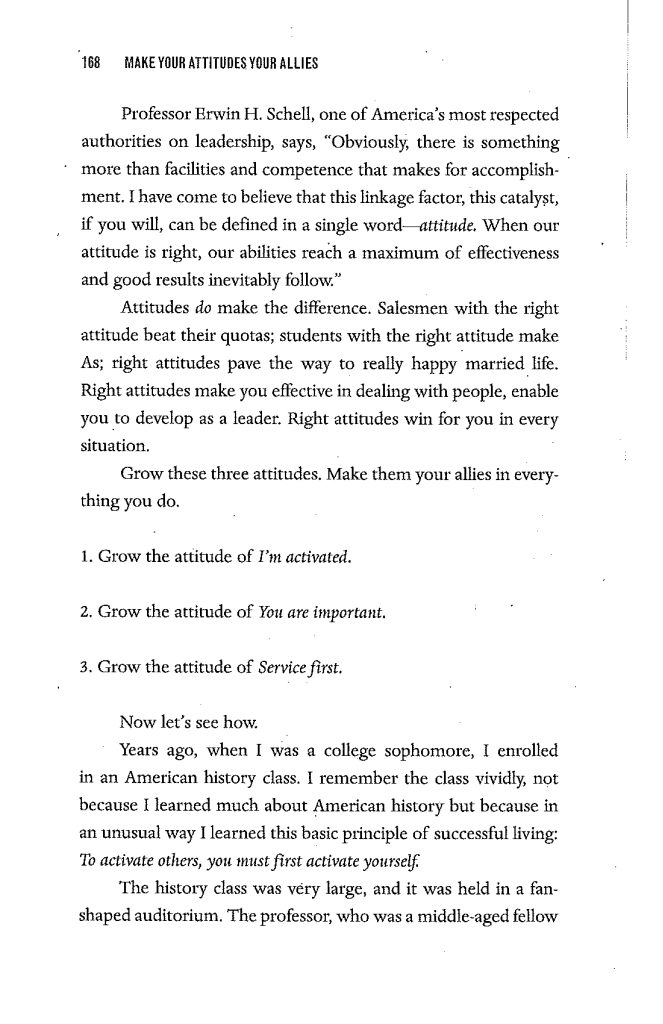 168 MAKE YOUR ATTITUDES YOUR ALLIES
Professor Erwin H. Schell, one of America's most respected
authorities on leadership, says, “Obviously, there is something
more than facilities and competence that makes for accomplish-
ment. I have come to believe that this linkage factor, this catalyst,
if you will, can be defined in a single word—attitude. When our
attitude is right, our abilities reach a maximum of effectiveness
and good results inevitably follow.”
Attitudes do make the difference. Salesmen with the right
attitude beat their quotas; students with the right attitude make
As; right attitudes pave the way to really happy married life.
Right attitudes make you effective in dealing with people, enable
you to develop as a leader. Right attitudes win for you in every
situation.
Grow these three attitudes. Make them your allies in every-
thing you do.
1. Grow the attitude of I'm activated.
2. Grow the attitude of You are important.
3. Grow the attitude of Service first.
Now let's see how.
Years ago, when I was a college sophomore, I enrolled
in an American history class. I remember the class vividly, not
because I learned much about American history but because in
an unusual way I learned this basic principle of successful living:
To activate others, you must first activate yourself.
The history class was very large, and it was held in a fan-
shaped auditorium. The professor, who was a middle-aged fellow